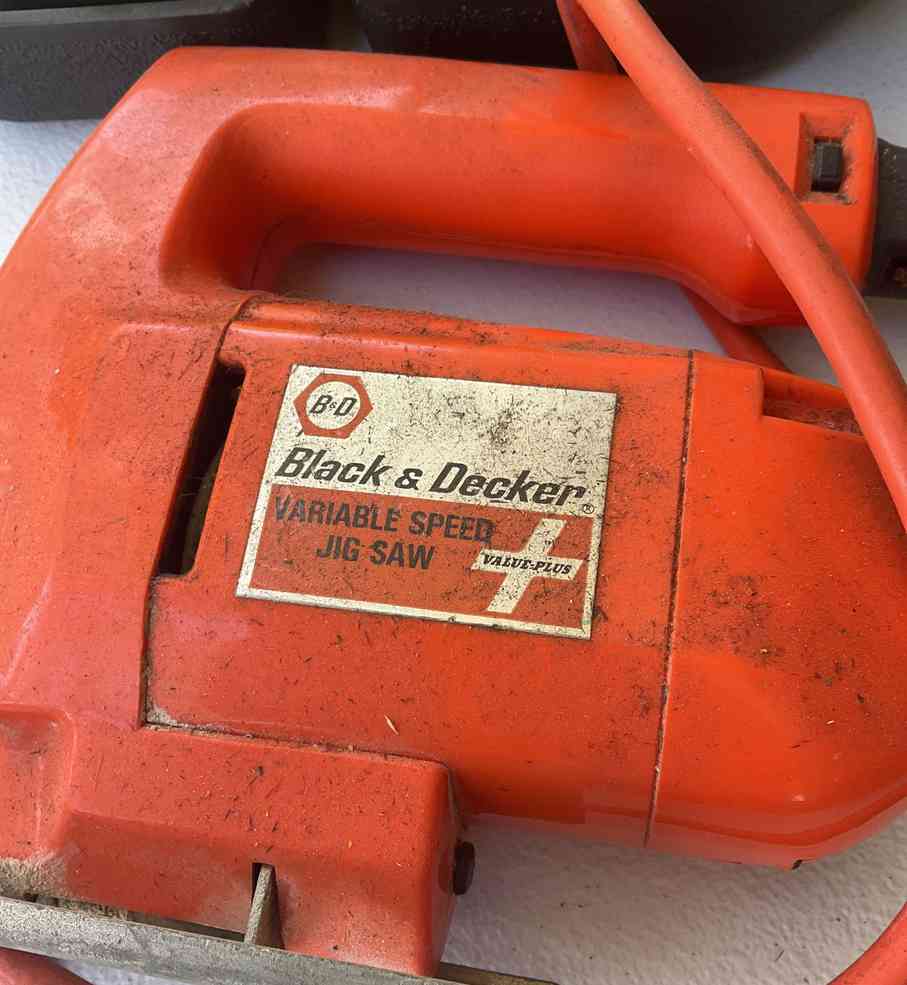 B&D
Black & Decker®
VARIABLE SPEED
JIG SAW
VALUE-PLUS